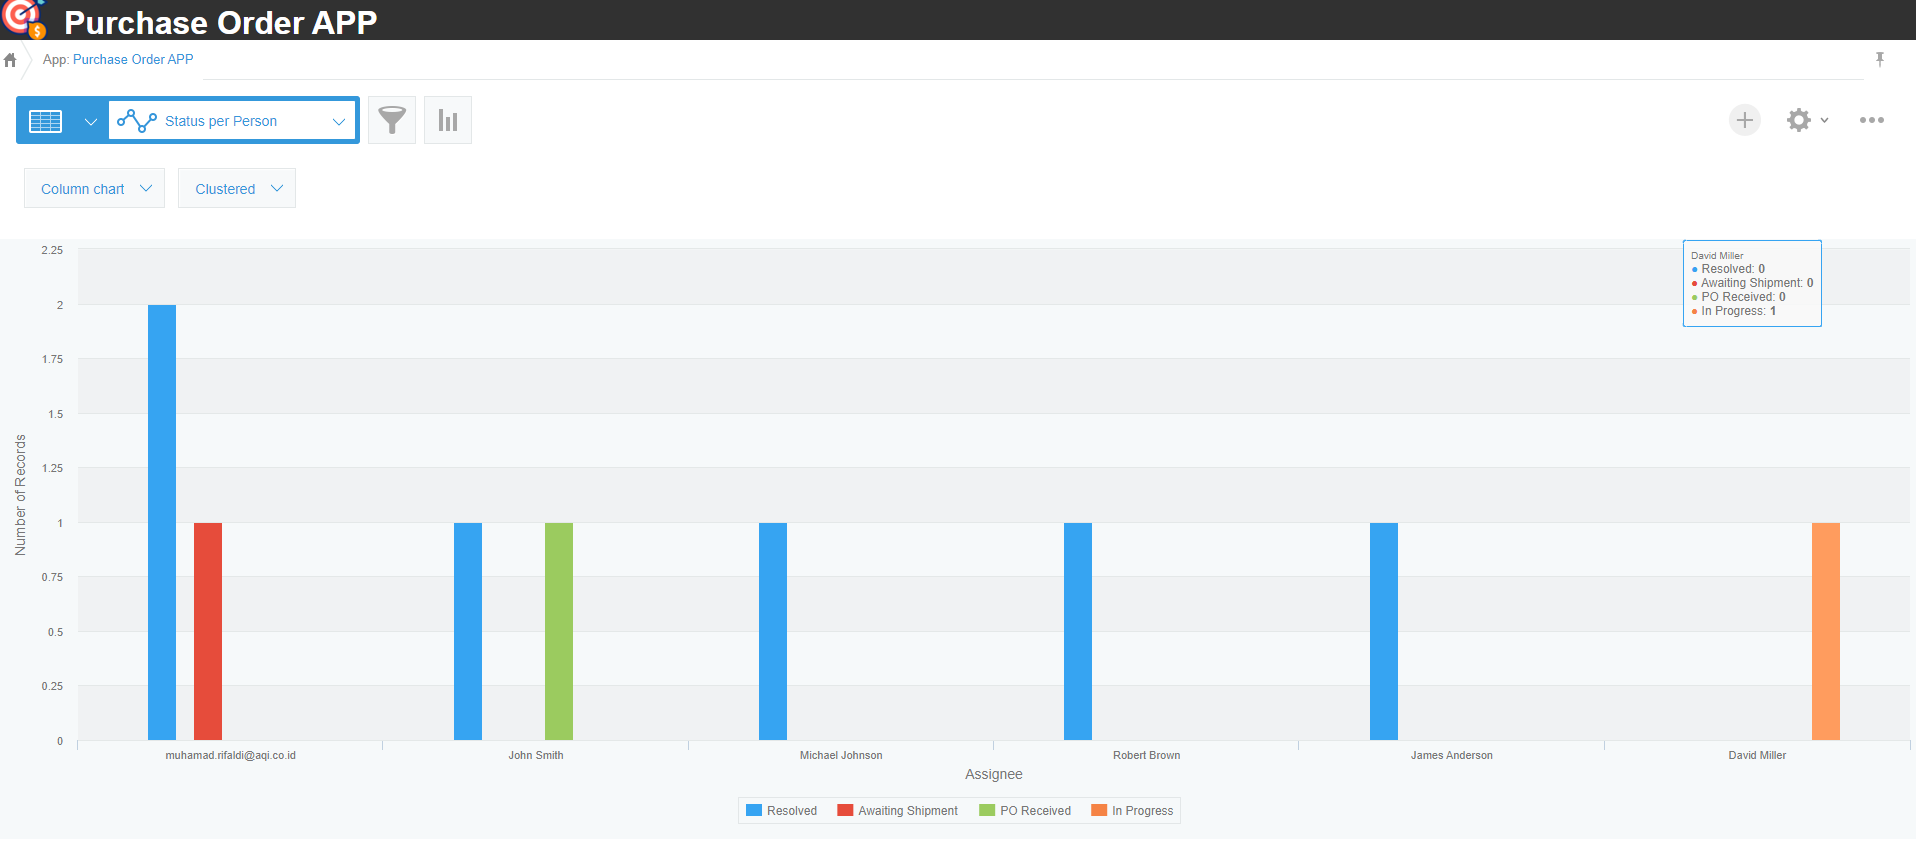 Purchase Order APP
App: Purchase Order APP
Status per Person
Column chart
Clustered
2.25
2
1.75
1.5
1.25
1
0.75
0.5
0.25
0
Number of Records
David Miller
Resolved: 0
Awaiting Shipment: 0
PO Received: 0
In Progress: 1
muhamad.rifaldi@aqi.co.id
John Smith
Michael Johnson
Robert Brown
James Anderson
David Miller
Assignee
Resolved
Awaiting Shipment
PO Received
In Progress